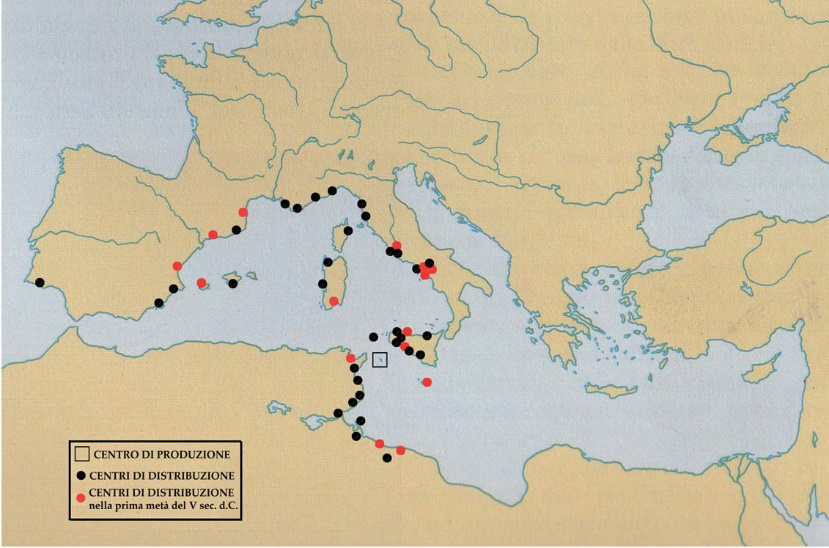 CENTRO DI PRODUZIONE
CENTRI DI DISTRIBUZIONE
CENTRI DI DISTRIBUZIONE
nella prima metà del V sec. d.C.